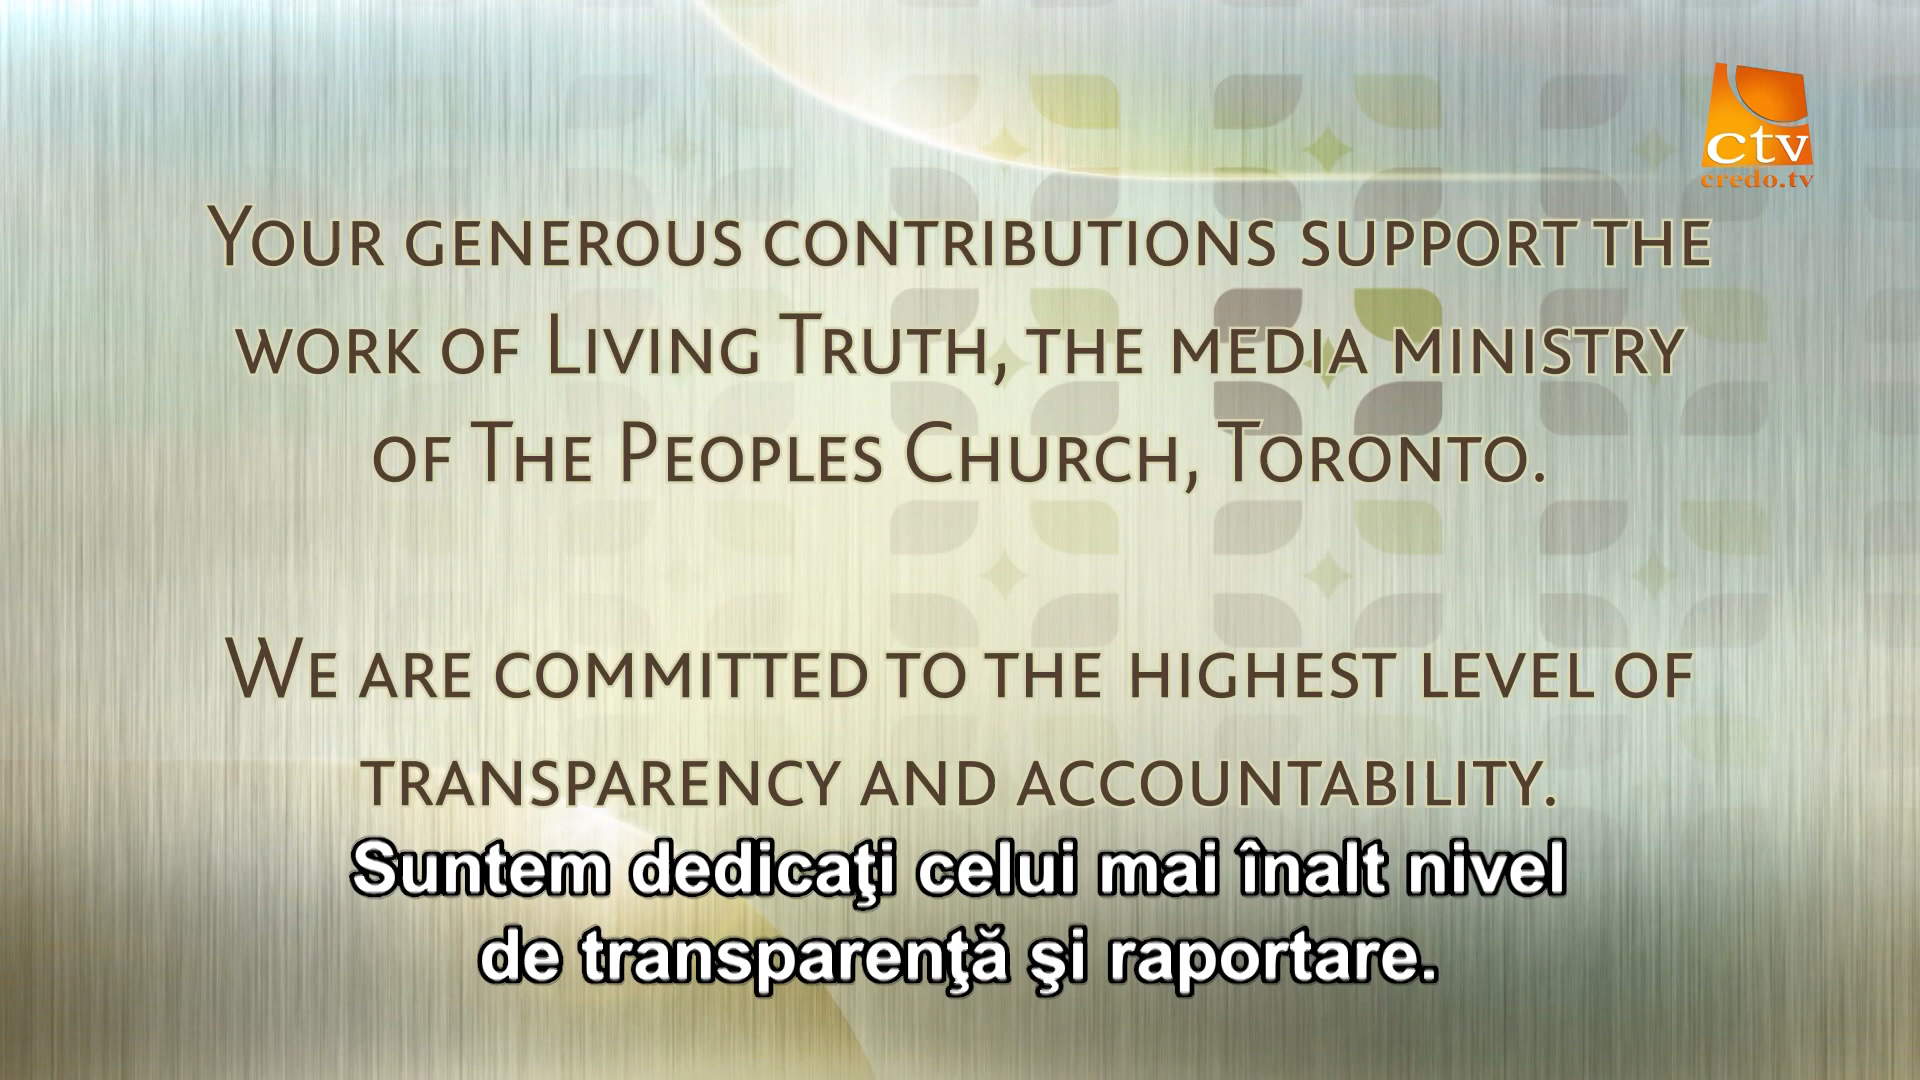 ctv
credo.tv
Your generous contributions support the
work of Living Truth, the media ministry
of The Peoples Church, Toronto.
We are committed to the highest level of
transparency and accountability.
Suntem dedicaţi celui mai înalt nivel
de transparenţă şi raportare.